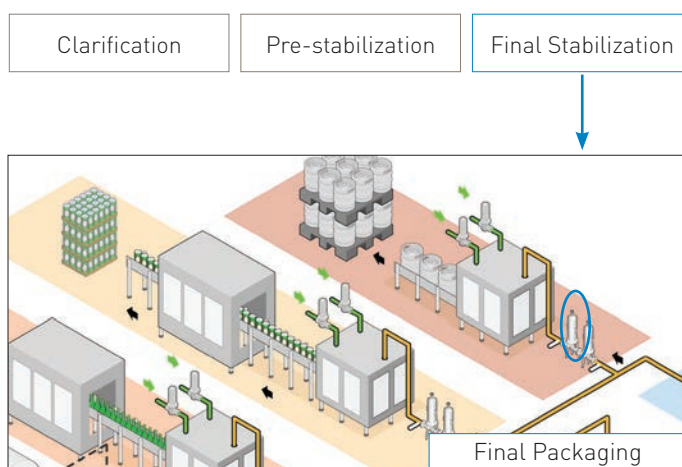 Clarification
Pre-stabilization
Final Stabilization
Final Packaging